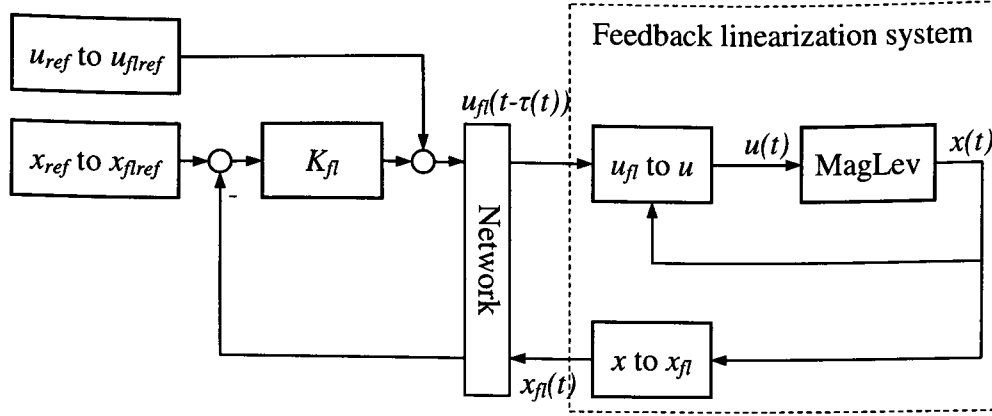 Feedback linearization system
u_ref to u_flref
u_fl(t-τ(t))
x_ref to x_flref
K_fl
u_fl to u
u(t)
MagLev
x(t)
-
Network
x to x_fl
x_fl(t)